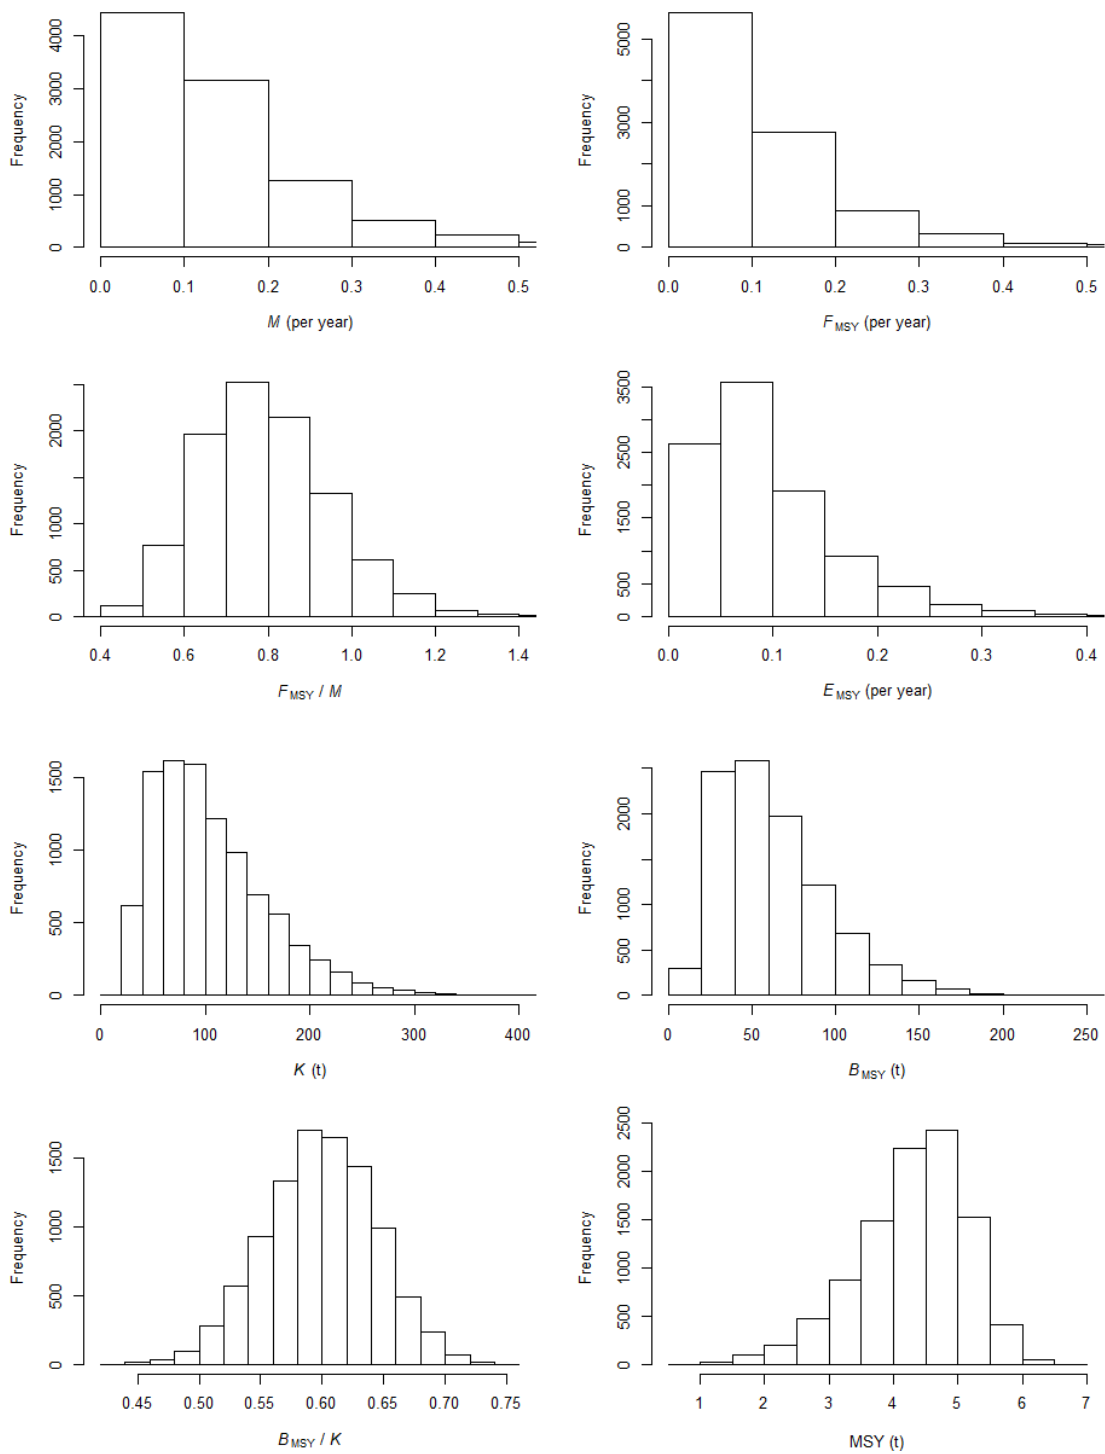 Frequency
0 1000 2000 3000 4000
0.0 0.1 0.2 0.3 0.4 0.5
M (per year)
Frequency
0 1000 3000 5000
0.0 0.1 0.2 0.3 0.4 0.5
FMSY (per year)
Frequency
0 500 1000 2000
0.4 0.6 0.8 1.0 1.2 1.4
FMSY / M
Frequency
0 500 1500 2500 3500
0.0 0.1 0.2 0.3 0.4
EMSY (per year)
Frequency
0 500 1000 1500
0 100 200 300 400
K (t)
Frequency
0 500 1000 2000
0 50 100 150 200 250
BMSY (t)
Frequency
0 500 1000 1500
0.45 0.50 0.55 0.60 0.65 0.70 0.75
BMSY / K
Frequency
0 500 1000 1500 2000 2500
1 2 3 4 5 6 7
MSY (t)